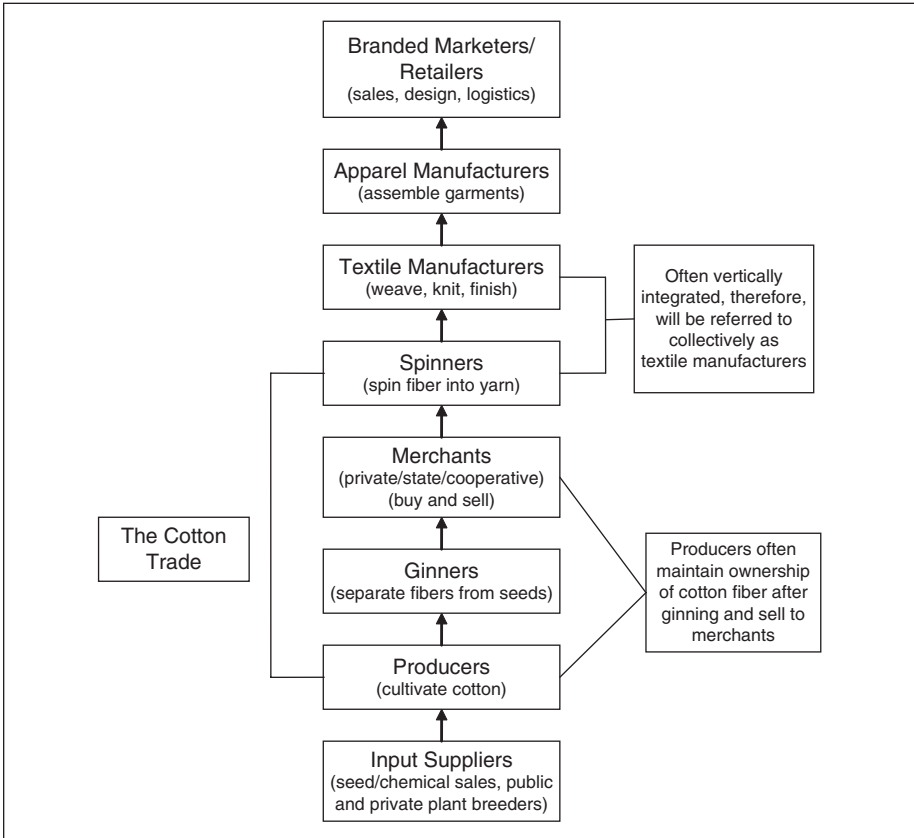 Branded Marketers/
Retailers
(sales, design, logistics)
Apparel Manufacturers
(assemble garments)
Textile Manufacturers
(weave, knit, finish)
Often vertically
integrated, therefore,
will be referred to
collectively as
textile manufacturers
Spinners
(spin fiber into yarn)
Merchants
(private/state/cooperative)
(buy and sell)
The Cotton
Trade
Ginners
(separate fibers from seeds)
Producers often
maintain ownership
of cotton fiber after
ginning and sell to
merchants
Producers
(cultivate cotton)
Input Suppliers
(seed/chemical sales, public
and private plant breeders)